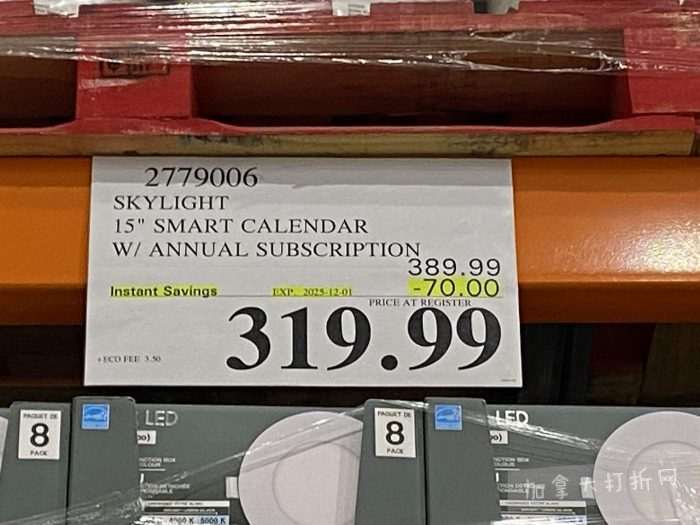 2779006
SKYLIGHT
15" SMART CALENDAR
W/ ANNUAL SUBSCRIPTION
389.99
Instant Savings EXP. 2025-12-01 -70.00
PRICE AT REGISTER
319.99
+ECO FEE 3.50
PAQUET DE
8
PACK
LED
PAQUET DE
8
PACK
LED
4000 K 5000 K
加拿大打折网